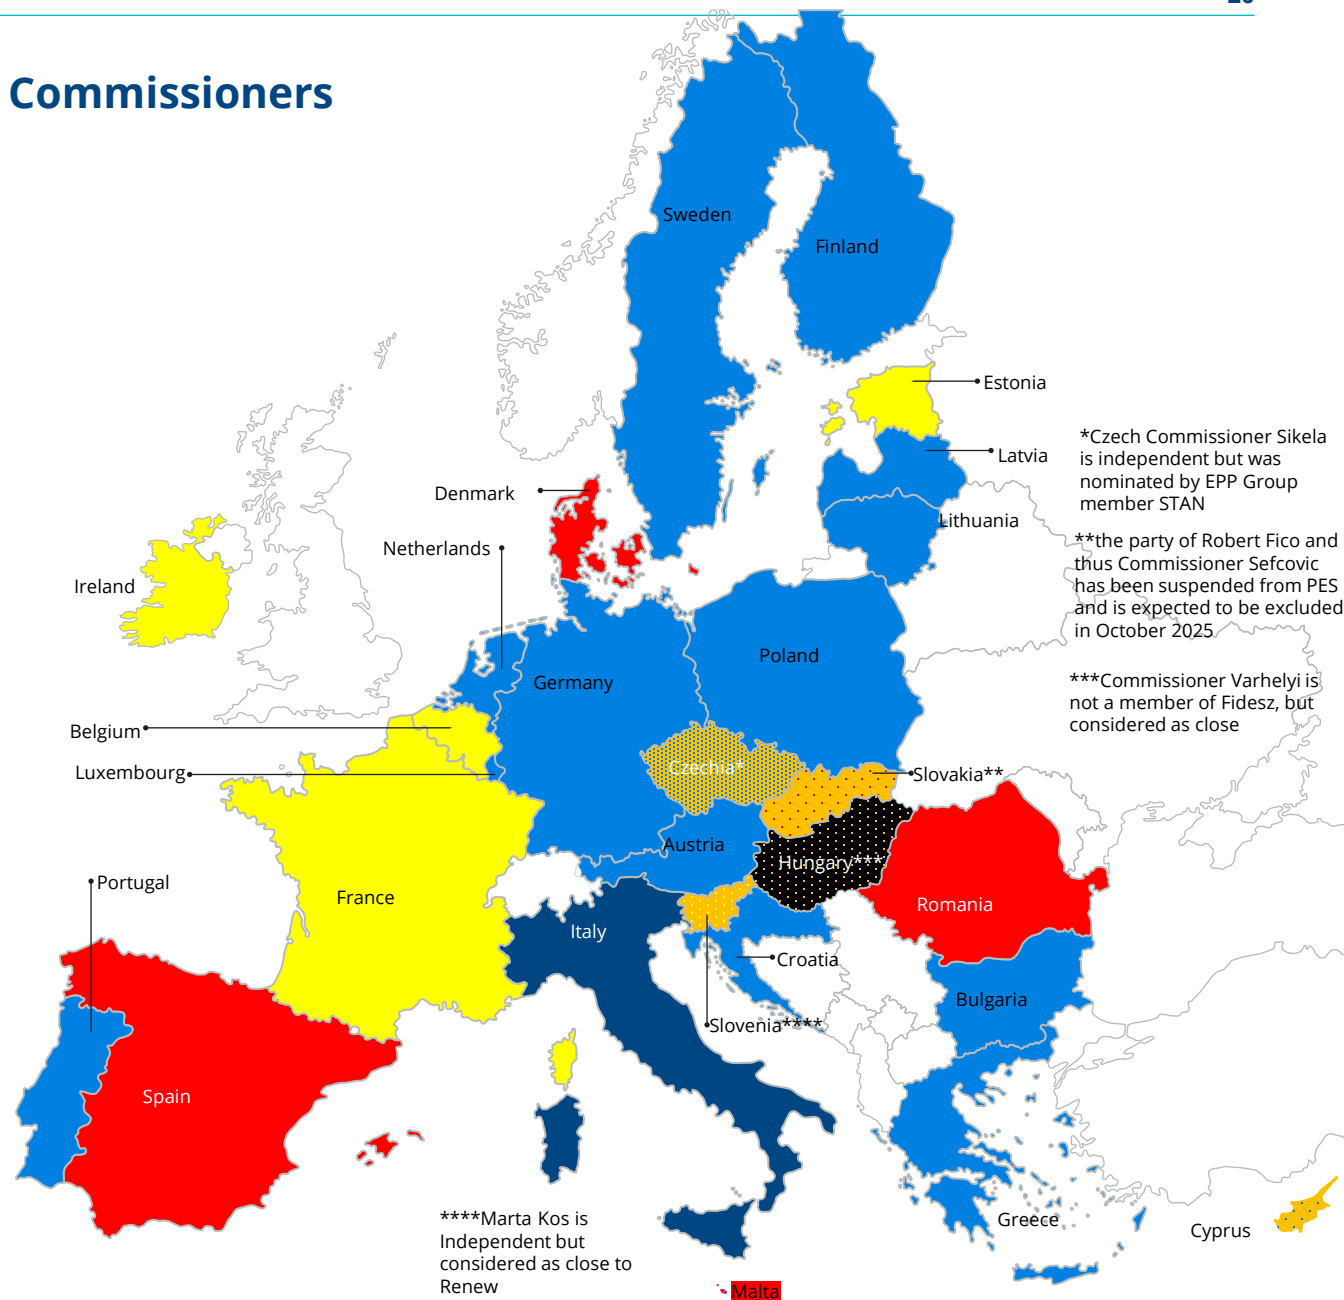 Commissioners
Sweden
Finland
Estonia
*Czech Commissioner Sikela
is independent but was
nominated by EPP Group
member STAN
Latvia
Denmark
Lithuania
**the party of Robert Fico and
thus Commissioner Sefcovic
has been suspended from PES
and is expected to be excluded
in October 2025
Netherlands
Ireland
Poland
Germany
***Commissioner Varhelyi is
not a member of Fidesz, but
considered as close
Belgium
Luxembourg
Czechia*
Slovakia**
Austria
Hungary***
Portugal
France
Romania
Italy
Croatia
Bulgaria
Slovenia****
Spain
****Marta Kos is
Independent but
considered as close to
Renew
Greece
Cyprus
Malta